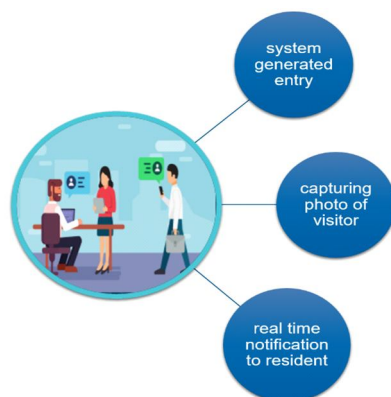 system
generated
entry
capturing
photo of
visitor
real time
notification
to resident